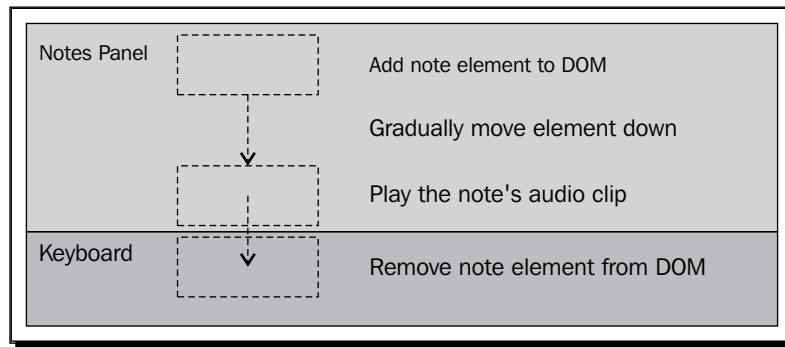 Notes Panel
Add note element to DOM
Gradually move element down
Play the note's audio clip
Keyboard
Remove note element from DOM